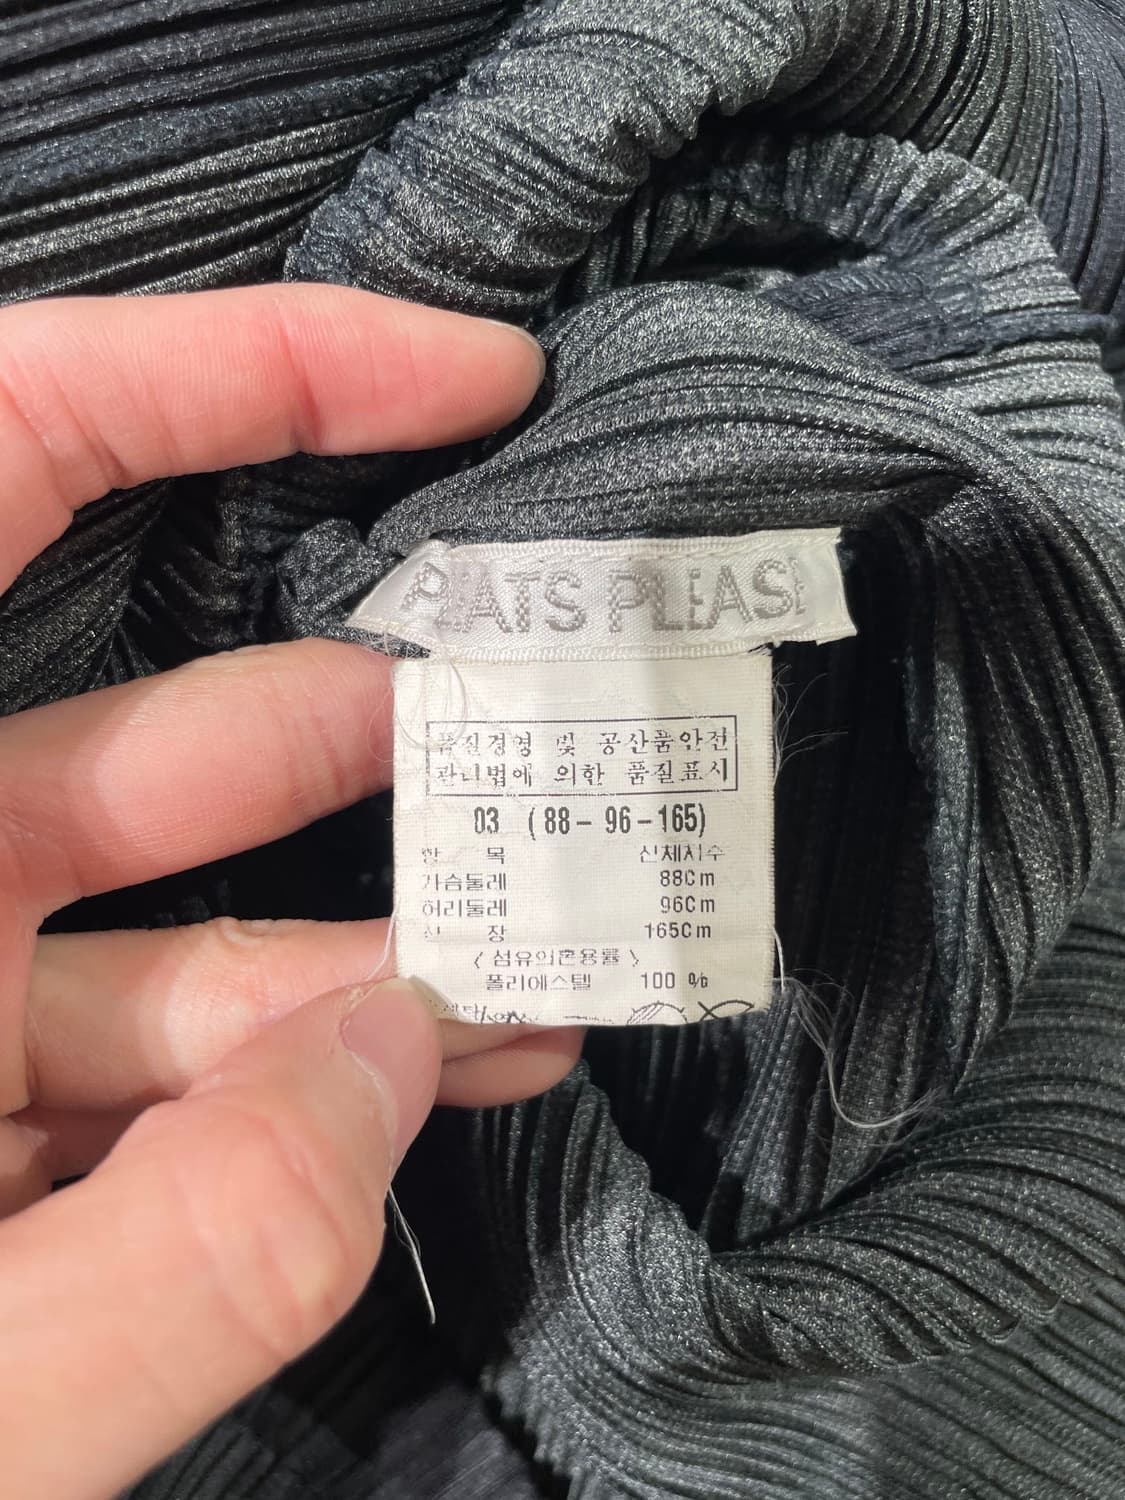 PLEATS PLEASE
품질경영 및 공산품안전
관리법에 의한 품질표시
03 (88-96-165)
항 목 신체치수
가슴둘레 88Cm
허리둘레 96Cm
신 장 165Cm
〈 섬유의혼용률 〉
폴리에스텔 100 %